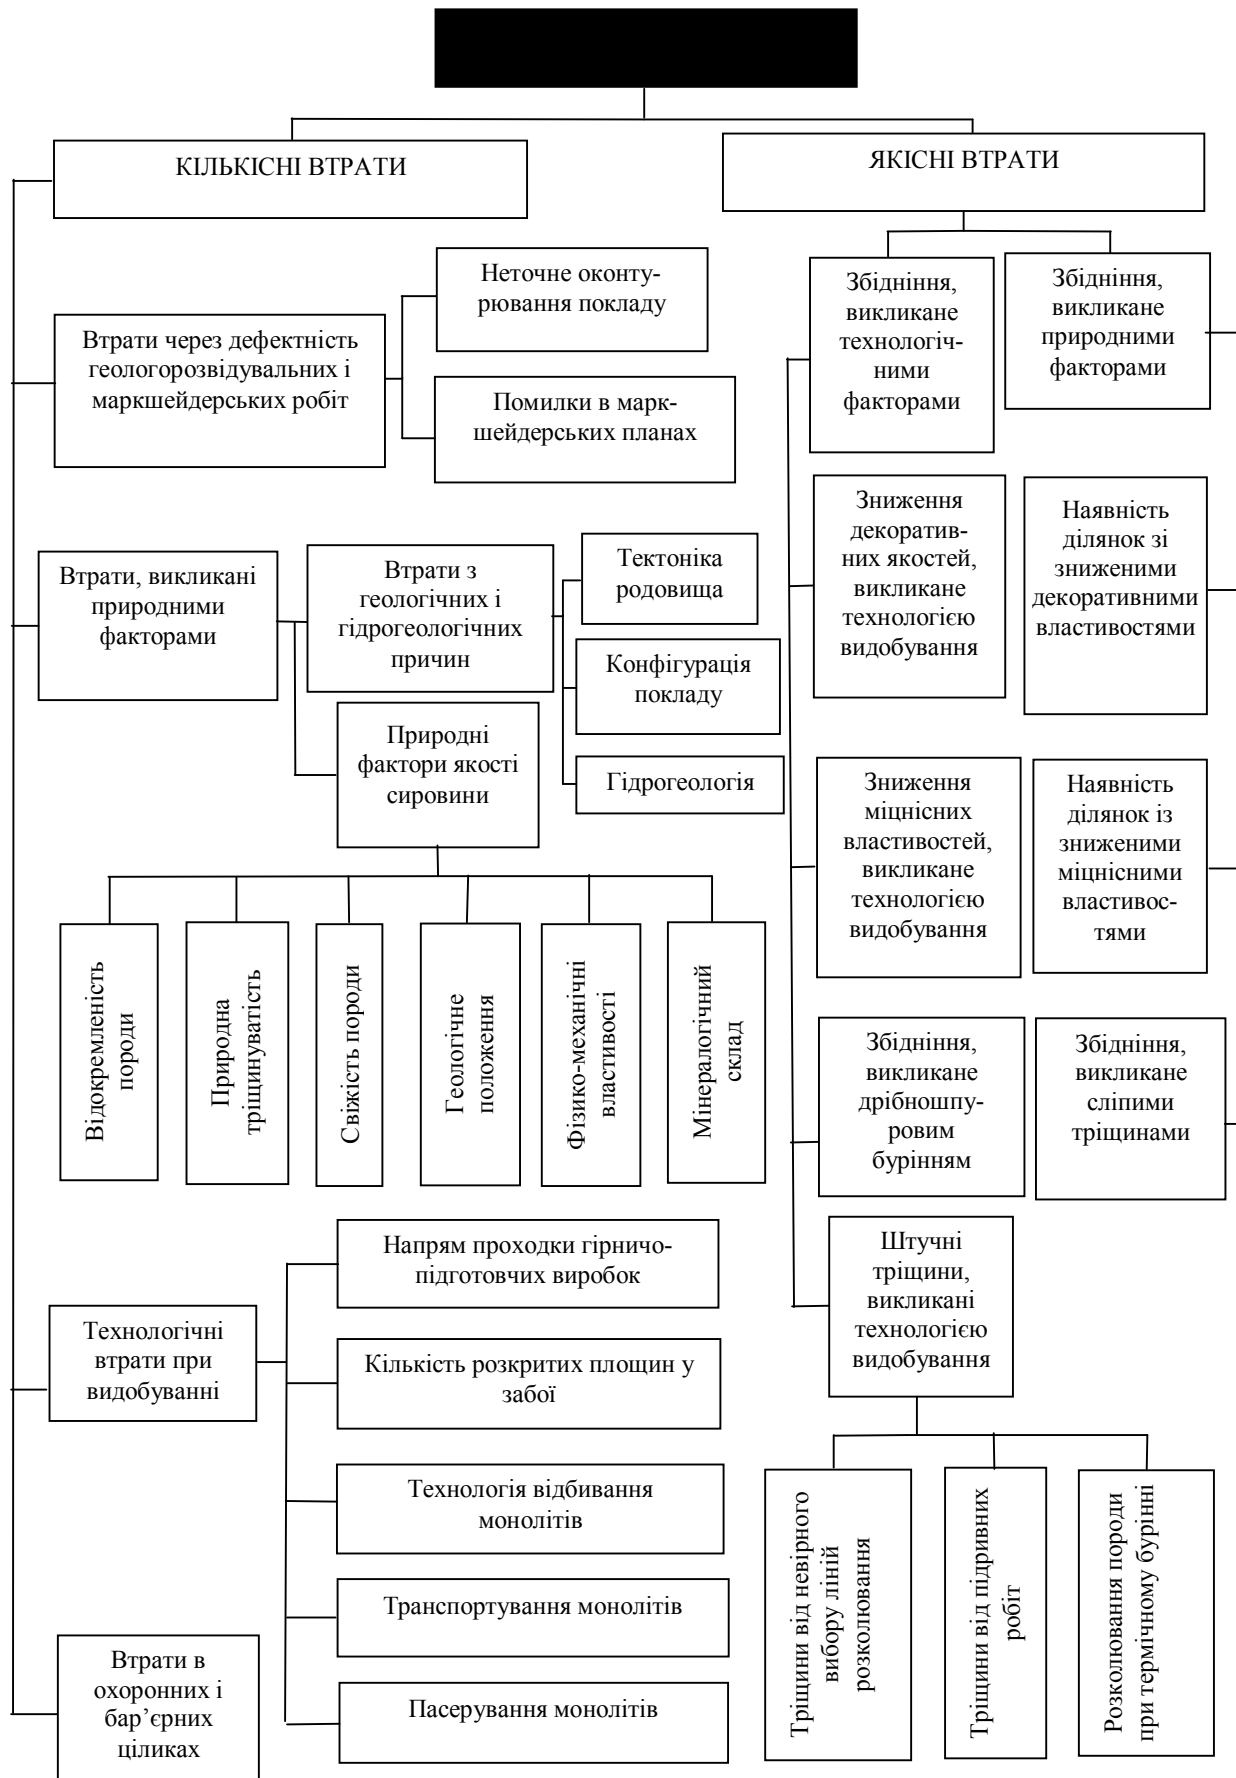 КІЛЬКІСНІ ВТРАТИ
ЯКІСНІ ВТРАТИ
Неточне оконту-
рювання покладу
Втрати через дефектність
геологорозвідувальних і
маркшейдерських робіт
Помилки в марк-
шейдерських планах
Збідніння,
викликане
технологіч-
ними
факторами
Збідніння,
викликане
природними
факторами
Втрати, викликані
природними
факторами
Втрати з
геологічних і
гідрогеологічних
причин
Тектоніка
родовища
Конфігурація
покладу
Гідрогеологія
Природні
фактори якості
сировини
Зниження
декоратив-
них якостей,
викликане
технологією
видобування
Наявність
ділянок зі
зниженими
декоративними
властивостями
Зниження
міцнісних
властивостей,
викликане
технологією
видобування
Наявність
ділянок із
зниженими
міцнісними
властивос-
тями
Відокремленість
породи
Природна
тріщинуватість
Свіжість породи
Геологічне
положення
Фізико-механічні
властивості
Мінералогічний
склад
Збідніння,
викликане
дрібношпу-
ровим
бурінням
Збідніння,
викликане
сліпими
тріщинами
Напрям проходки гірничо-
підготовчих виробок
Технологічні
втрати при
видобуванні
Кількість розкритих площин у
забої
Технологія відбивання
монолітів
Транспортування монолітів
Пасерування монолітів
Втрати в
охоронних і
бар’єрних
ціликах
Штучні
тріщини,
викликані
технологією
видобування
Тріщини від невірного
вибору ліній
розколювання
Тріщини від підривних
робіт
Розколювання породи
при термічному бурінні